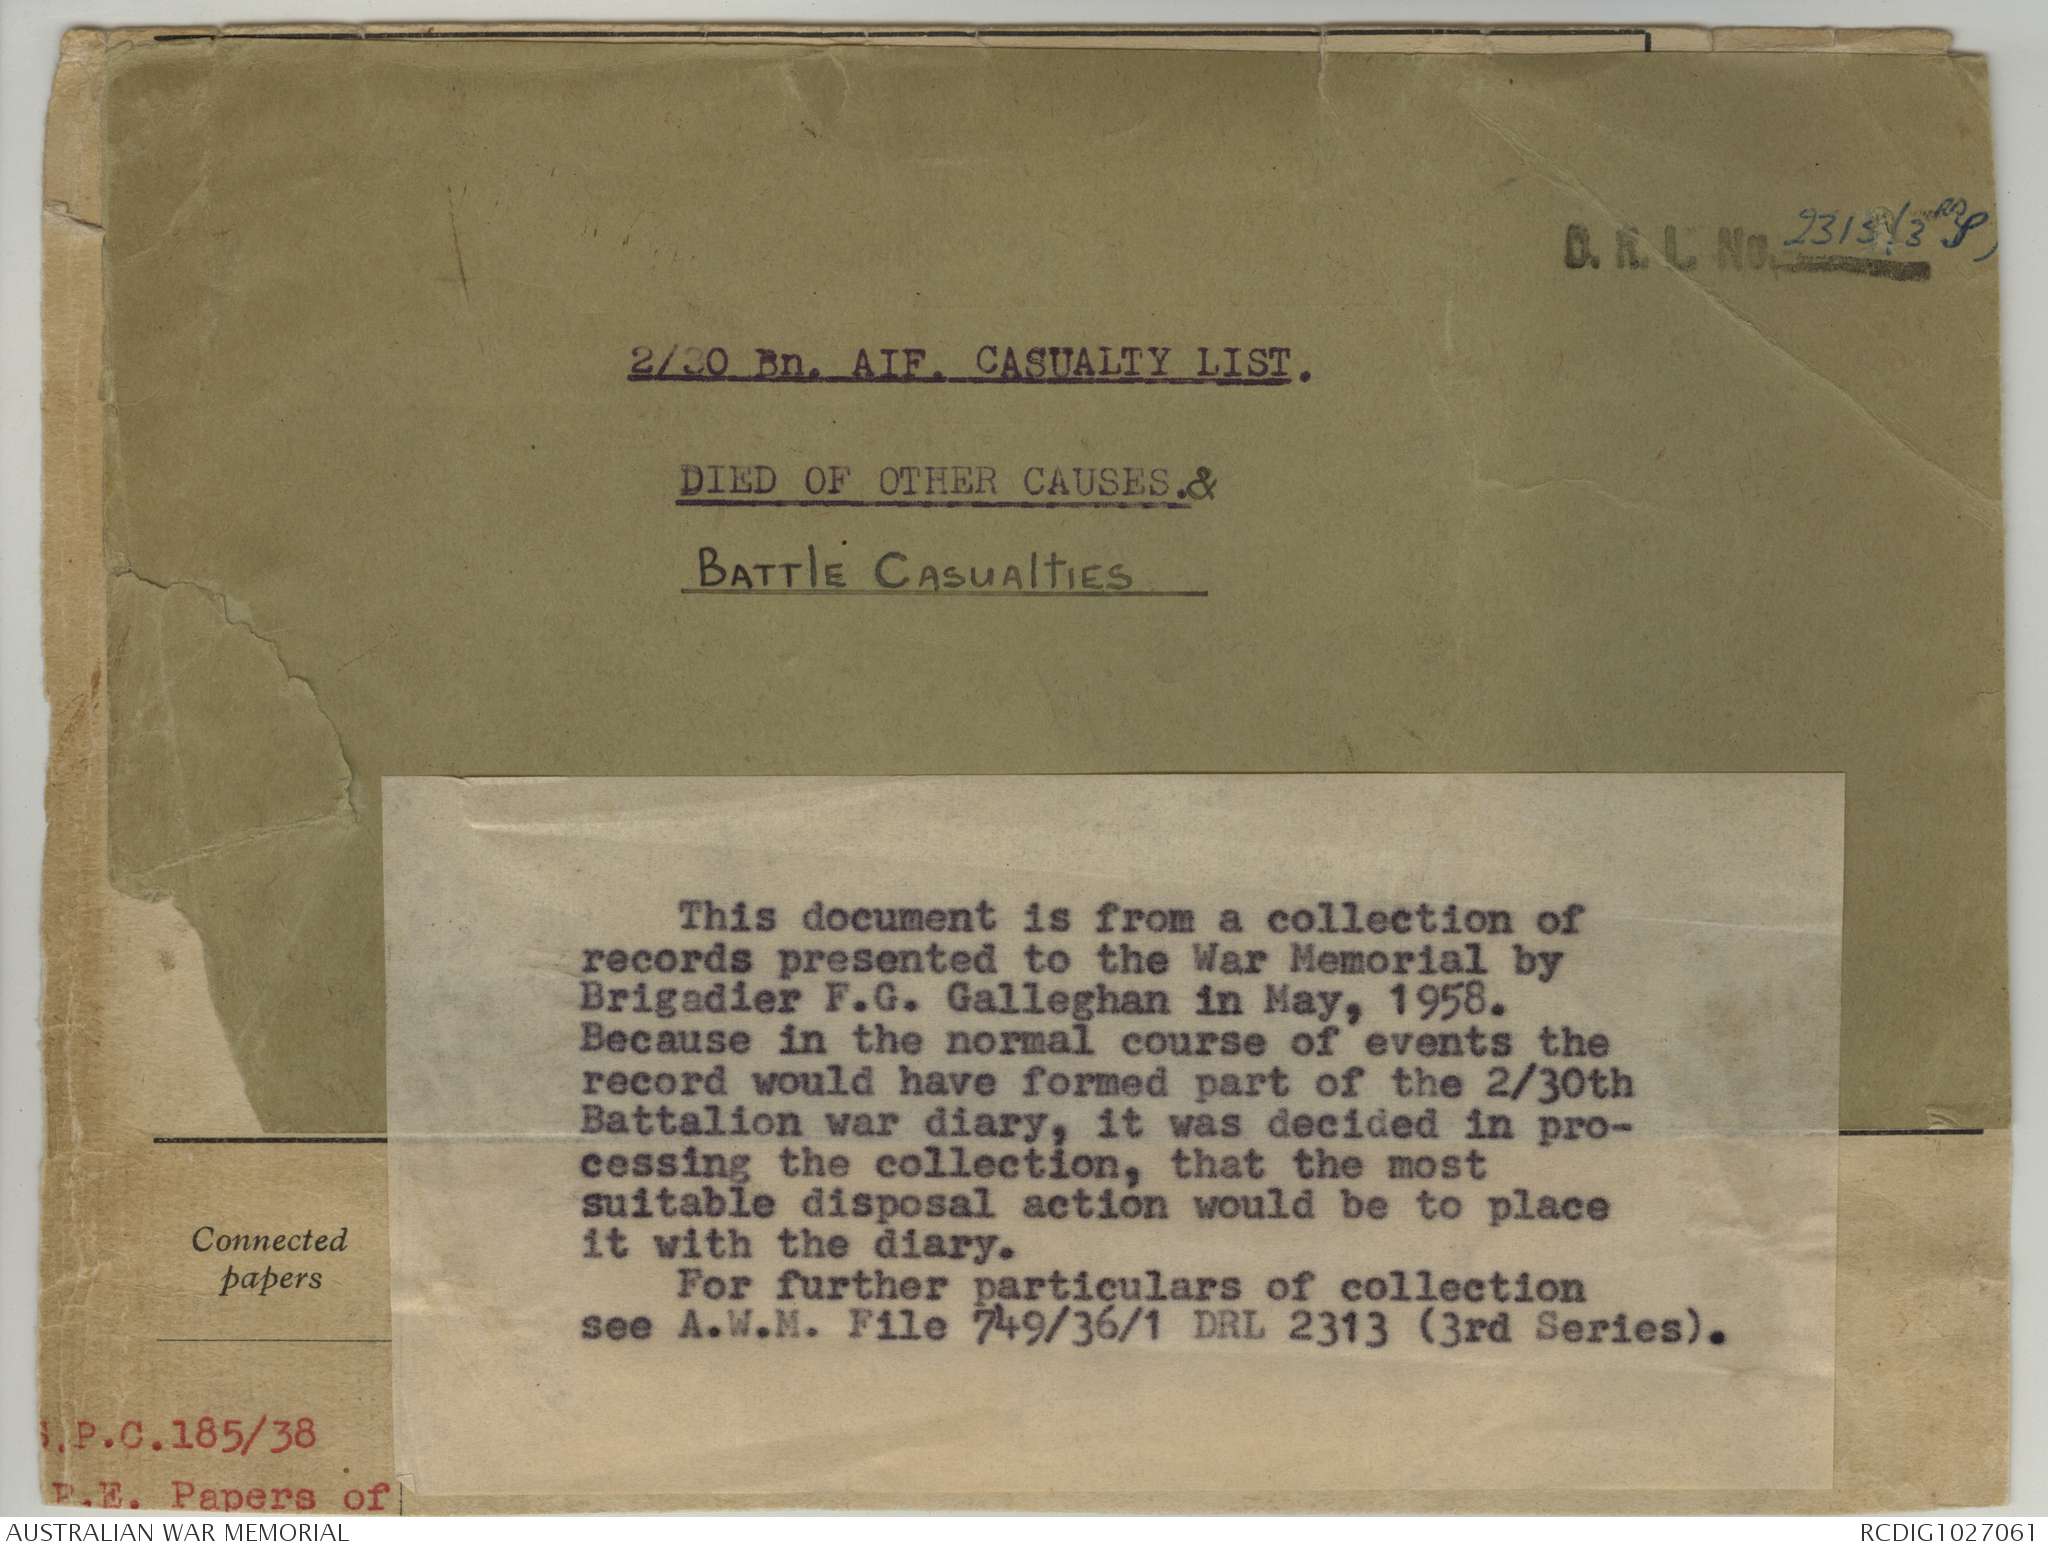 D. R. L. No. 2313 (3RD S)
2/30 Bn. AIF. CASUALTY LIST.
DIED OF OTHER CAUSES. &
BATTLE CASUALTIES
This document is from a collection of
records presented to the War Memorial by
Brigadier F.G. Galleghan in May, 1958.
Because in the normal course of events the
record would have formed part of the 2/30th
Battalion war diary, it was decided in pro-
cessing the collection, that the most
suitable disposal action would be to place
it with the diary.
For further particulars of collection
see A.W.M. File 749/36/1 DRL 2313 (3rd Series).
Connected
papers
.P.C.185/38
.E. Papers of
AUSTRALIAN WAR MEMORIAL
RCDIG1027061